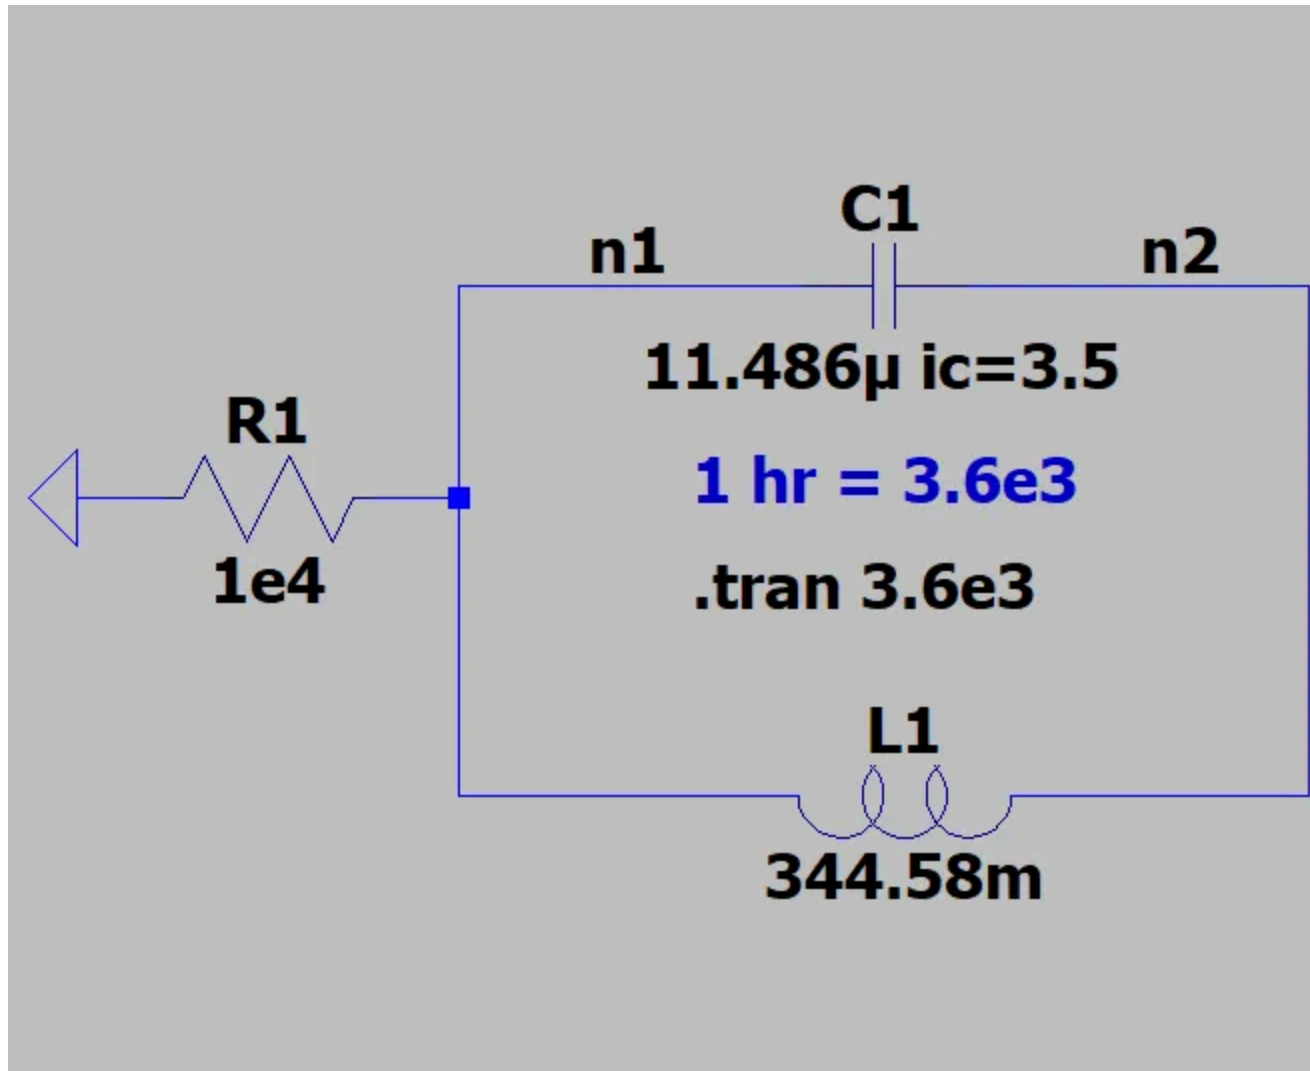 C1
n1
n2
11.486µ ic=3.5
R1
1 hr = 3.6e3
1e4
.tran 3.6e3
L1
344.58m